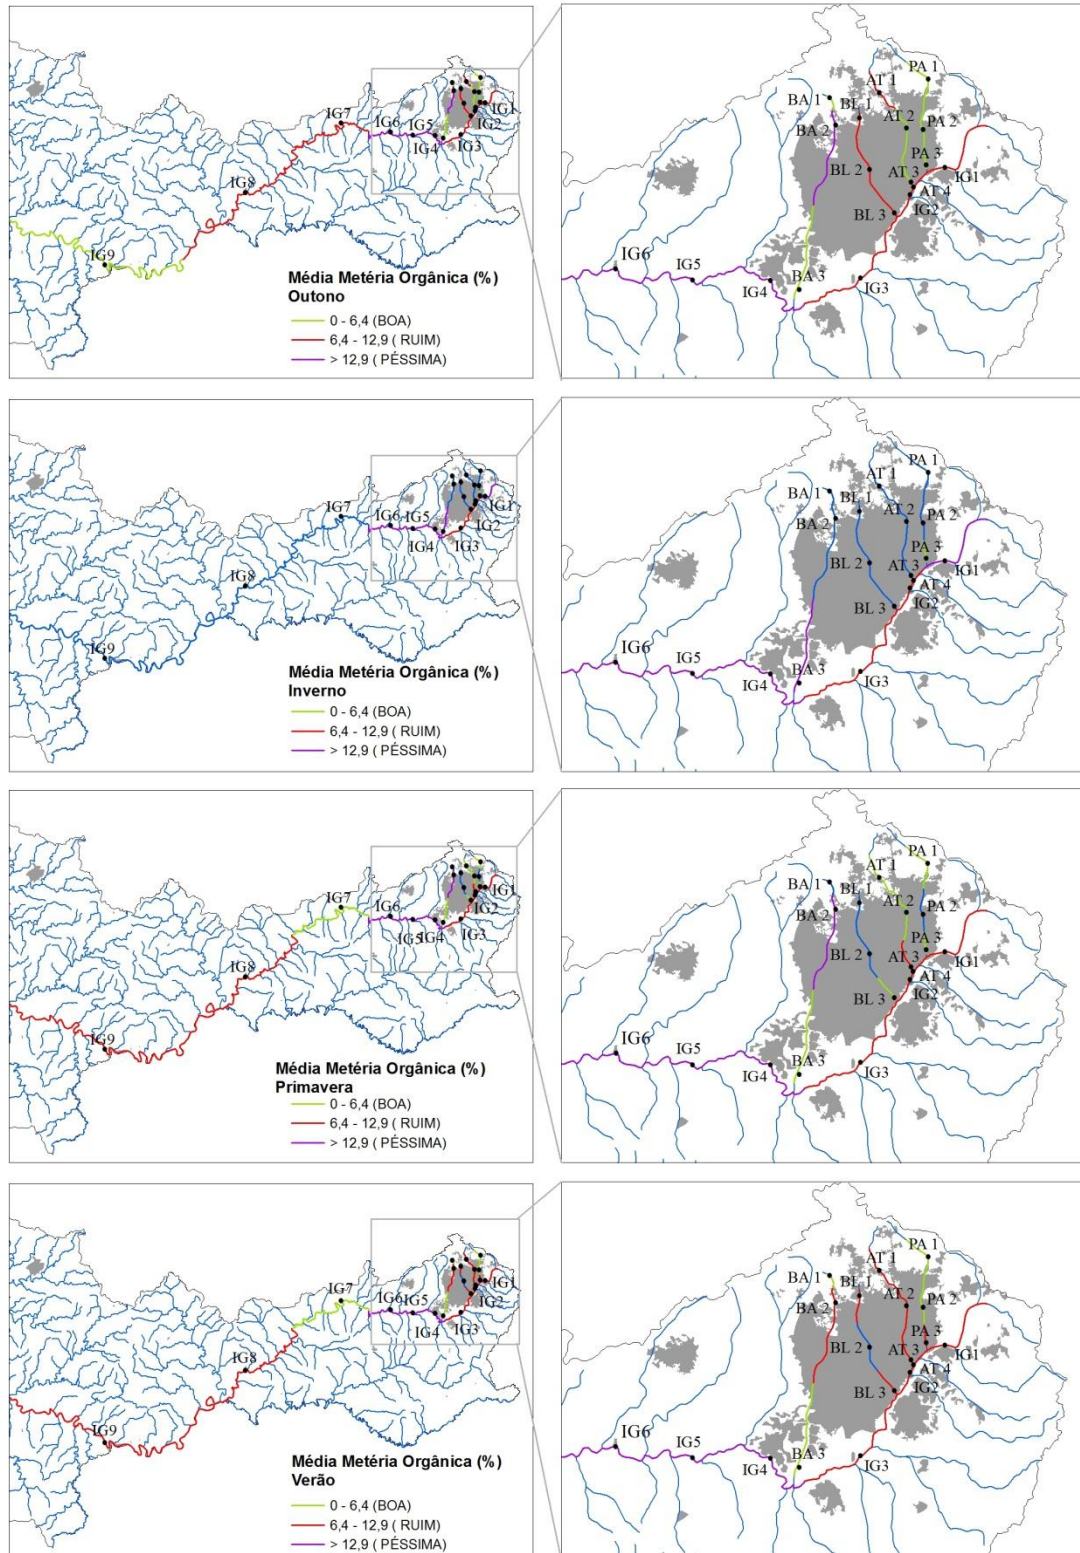 IG1
IG2
IG3
IG4
IG5
IG6
IG7
IG8
IG9
Média Metéria Orgânica (%)
Outono
0 - 6,4 (BOA)
6,4 - 12,9 ( RUIM)
> 12,9 ( PÉSSIMA)
PA 1
AT 1
BA 1
BL 1
AT 2
PA 2
BA 2
PA 3
BL 2
AT 3
IG1
AT 4
IG2
BL 3
IG6
IG5
IG4
BA 3
IG3
IG7
IG6
IG5
IG1
IG2
IG4
IG3
IG8
IG9
Média Metéria Orgânica (%)
Inverno
0 - 6,4 (BOA)
6,4 - 12,9 ( RUIM)
> 12,9 ( PÉSSIMA)
PA 1
AT 1
BA 1
BL 1
AT 2
PA 2
BA 2
PA 3
BL 2
AT 3
IG1
AT 4
IG2
BL 3
IG6
IG5
IG4
BA 3
IG3
IG7
IG6
IG5
IG4
IG1
IG2
IG3
IG8
IG9
Média Metéria Orgânica (%)
Primavera
0 - 6,4 (BOA)
6,4 - 12,9 ( RUIM)
> 12,9 ( PÉSSIMA)
PA 1
AT 1
BA 1
BL 1
AT 2
PA 2
BA 2
PA 3
BL 2
AT 3
IG1
AT 4
IG2
BL 3
IG6
IG5
IG4
BA 3
IG3
IG7
IG6
IG5
IG1
IG2
IG4
IG3
IG8
IG9
Média Metéria Orgânica (%)
Verão
0 - 6,4 (BOA)
6,4 - 12,9 ( RUIM)
> 12,9 ( PÉSSIMA)
PA 1
AT 1
BA 1
BL 1
AT 2
PA 2
BA 2
PA 3
BL 2
AT 3
IG1
AT 4
IG2
BL 3
IG6
IG5
IG4
BA 3
IG3